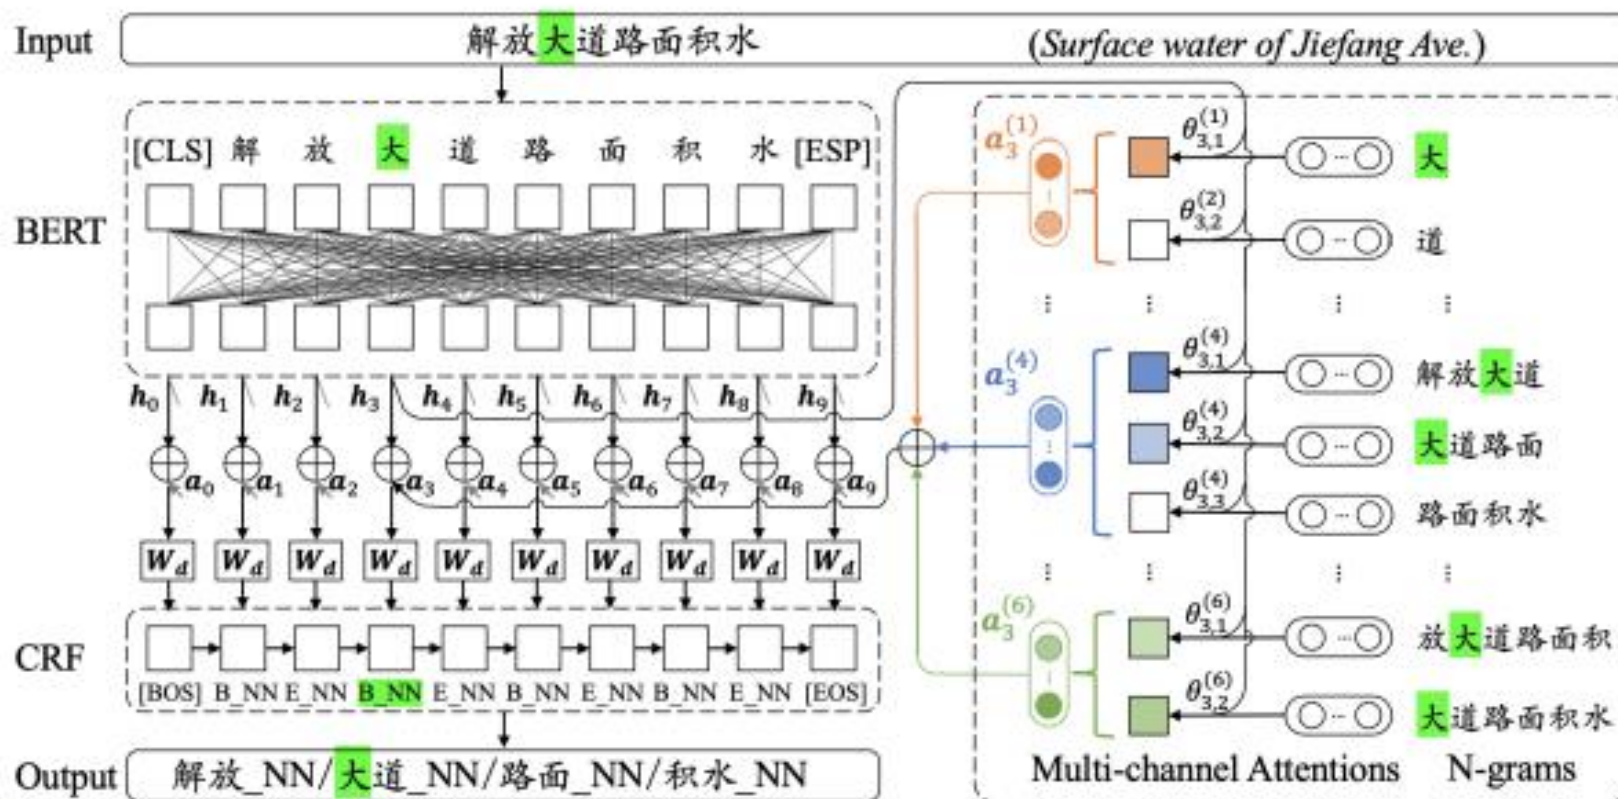 Input 解放大道路面积水 (Surface water of Jiefang Ave.)
[CLS] 解 放 大 道 路 面 积 水 [ESP]
BERT
h0 h1 h2 h3 h4 h5 h6 h7 h8 h9
a0 a1 a2 a3 a4 a5 a6 a7 a8 a9
Wd Wd Wd Wd Wd Wd Wd Wd Wd Wd
CRF
[BOS] B_NN E_NN B_NN E_NN B_NN E_NN B_NN E_NN [EOS]
Output 解放_NN/大道_NN/路面_NN/积水_NN
a3(1) θ3,1(1) ... 大
θ3,2(2) ... 道
⋮ ⋮ ⋮ ⋮
a3(4) θ3,1(4) ... 解放大道
θ3,2(4) ... 大道路面
θ3,3(4) ... 路面积水
⋮ ⋮ ⋮ ⋮
a3(6) θ3,1(6) ... 放大道路面积
θ3,2(6) ... 大道路面积水
Multi-channel Attentions N-grams